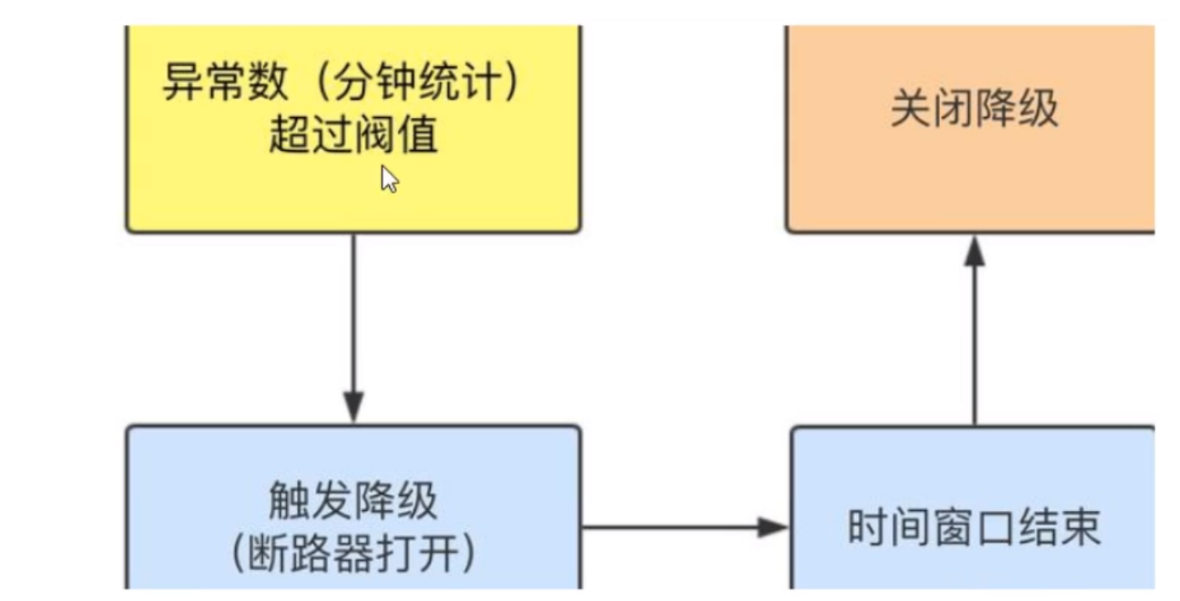 异常数（分钟统计）
超过阀值
关闭降级
触发降级
(断路器打开)
时间窗口结束